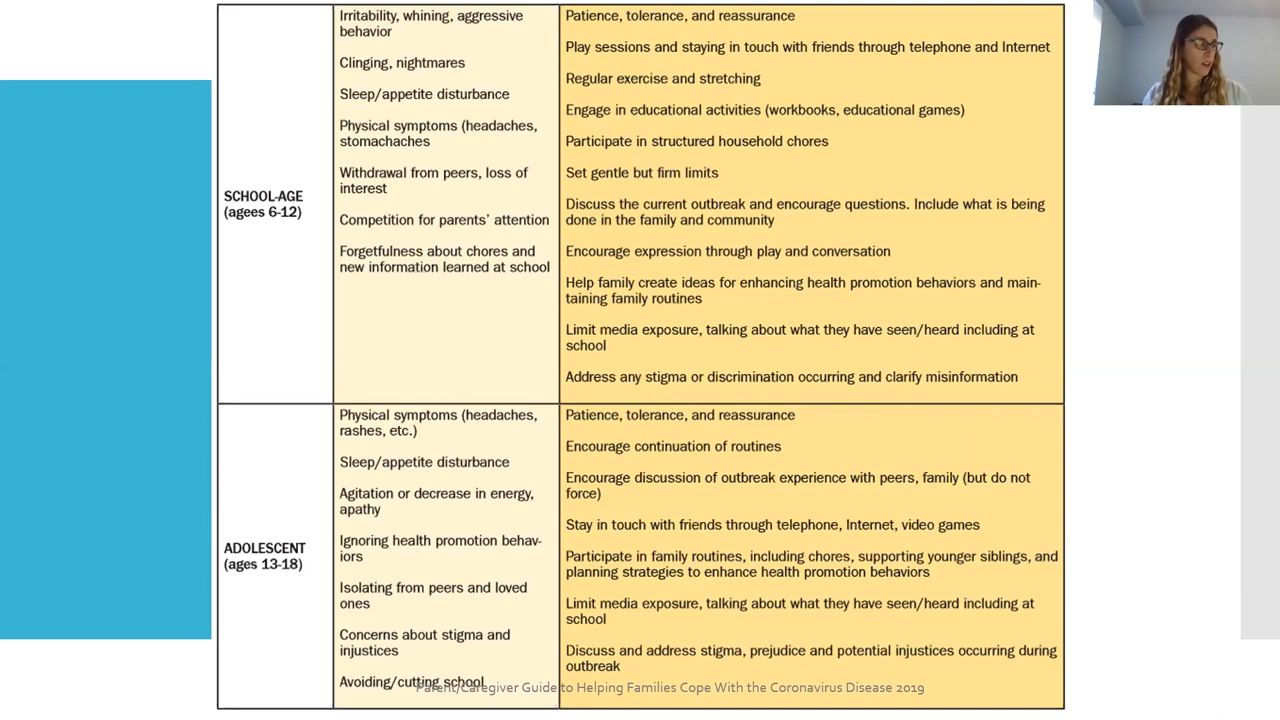 SCHOOL-AGE
(agees 6-12)
Irritability, whining, aggressive
behavior
Clinging, nightmares
Sleep/appetite disturbance
Physical symptoms (headaches,
stomachaches
Withdrawal from peers, loss of
interest
Competition for parents' attention
Forgetfulness about chores and
new information learned at school
Patience, tolerance, and reassurance
Play sessions and staying in touch with friends through telephone and Internet
Regular exercise and stretching
Engage in educational activities (workbooks, educational games)
Participate in structured household chores
Set gentle but firm limits
Discuss the current outbreak and encourage questions. Include what is being
done in the family and community
Encourage expression through play and conversation
Help family create ideas for enhancing health promotion behaviors and main-
taining family routines
Limit media exposure, talking about what they have seen/heard including at
school
Address any stigma or discrimination occurring and clarify misinformation
ADOLESCENT
(ages 13-18)
Physical symptoms (headaches,
rashes, etc.)
Sleep/appetite disturbance
Agitation or decrease in energy,
apathy
Ignoring health promotion behav-
iors
Isolating from peers and loved
ones
Concerns about stigma and
injustices
Avoiding/cutting school
Patience, tolerance, and reassurance
Encourage continuation of routines
Encourage discussion of outbreak experience with peers, family (but do not
force)
Stay in touch with friends through telephone, Internet, video games
Participate in family routines, including chores, supporting younger siblings, and
planning strategies to enhance health promotion behaviors
Limit media exposure, talking about what they have seen/heard including at
school
Discuss and address stigma, prejudice and potential injustices occurring during
outbreak
Parent/Caregiver Guide to Helping Families Cope With the Coronavirus Disease 2019